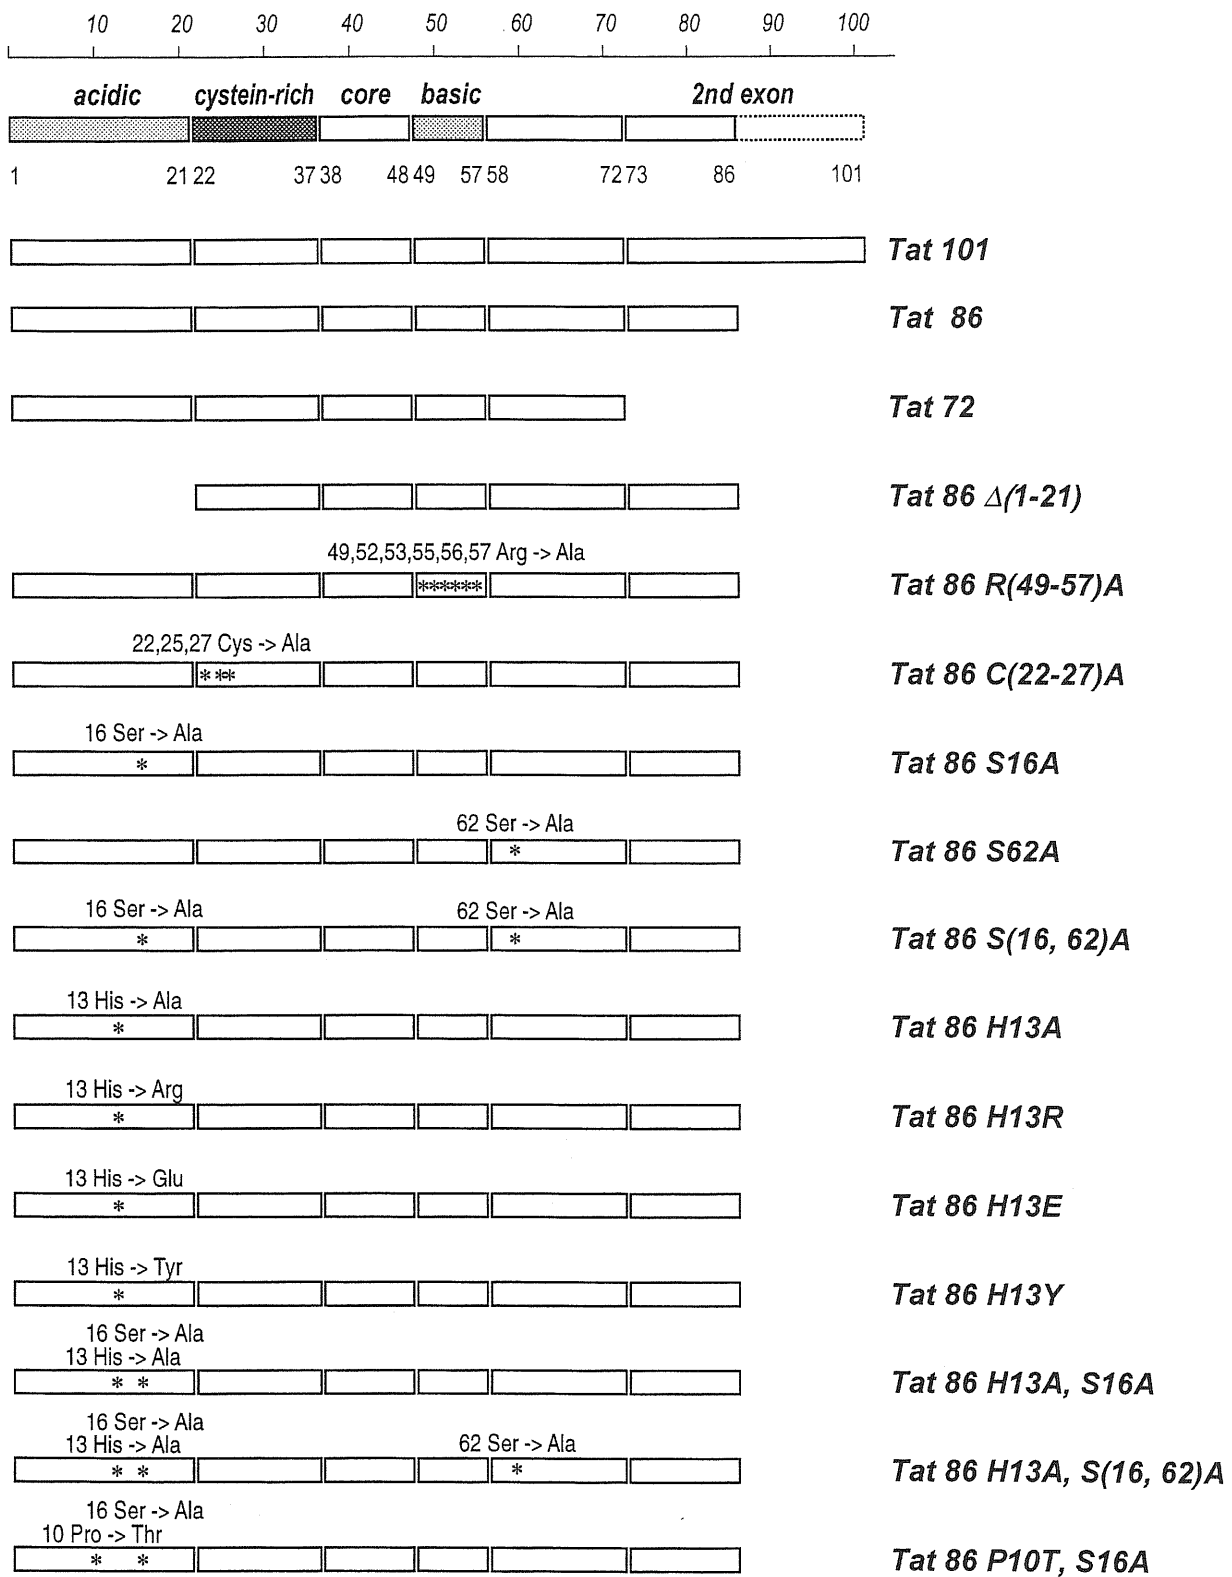 10 20 30 40 50 60 70 80 90 100
acidic cystein-rich core basic 2nd exon
1 21 22 37 38 48 49 57 58 72 73 86 101
Tat 101
Tat 86
Tat 72
Tat 86 Δ(1-21)
49,52,53,55,56,57 Arg -> Ala
****** Tat 86 R(49-57)A
22,25,27 Cys -> Ala
*** Tat 86 C(22-27)A
16 Ser -> Ala
* Tat 86 S16A
62 Ser -> Ala
* Tat 86 S62A
16 Ser -> Ala 62 Ser -> Ala
* * Tat 86 S(16, 62)A
13 His -> Ala
* Tat 86 H13A
13 His -> Arg
* Tat 86 H13R
13 His -> Glu
* Tat 86 H13E
13 His -> Tyr
* Tat 86 H13Y
16 Ser -> Ala
13 His -> Ala
* * Tat 86 H13A, S16A
16 Ser -> Ala
13 His -> Ala 62 Ser -> Ala
* * * Tat 86 H13A, S(16, 62)A
16 Ser -> Ala
10 Pro -> Thr
* * Tat 86 P10T, S16A